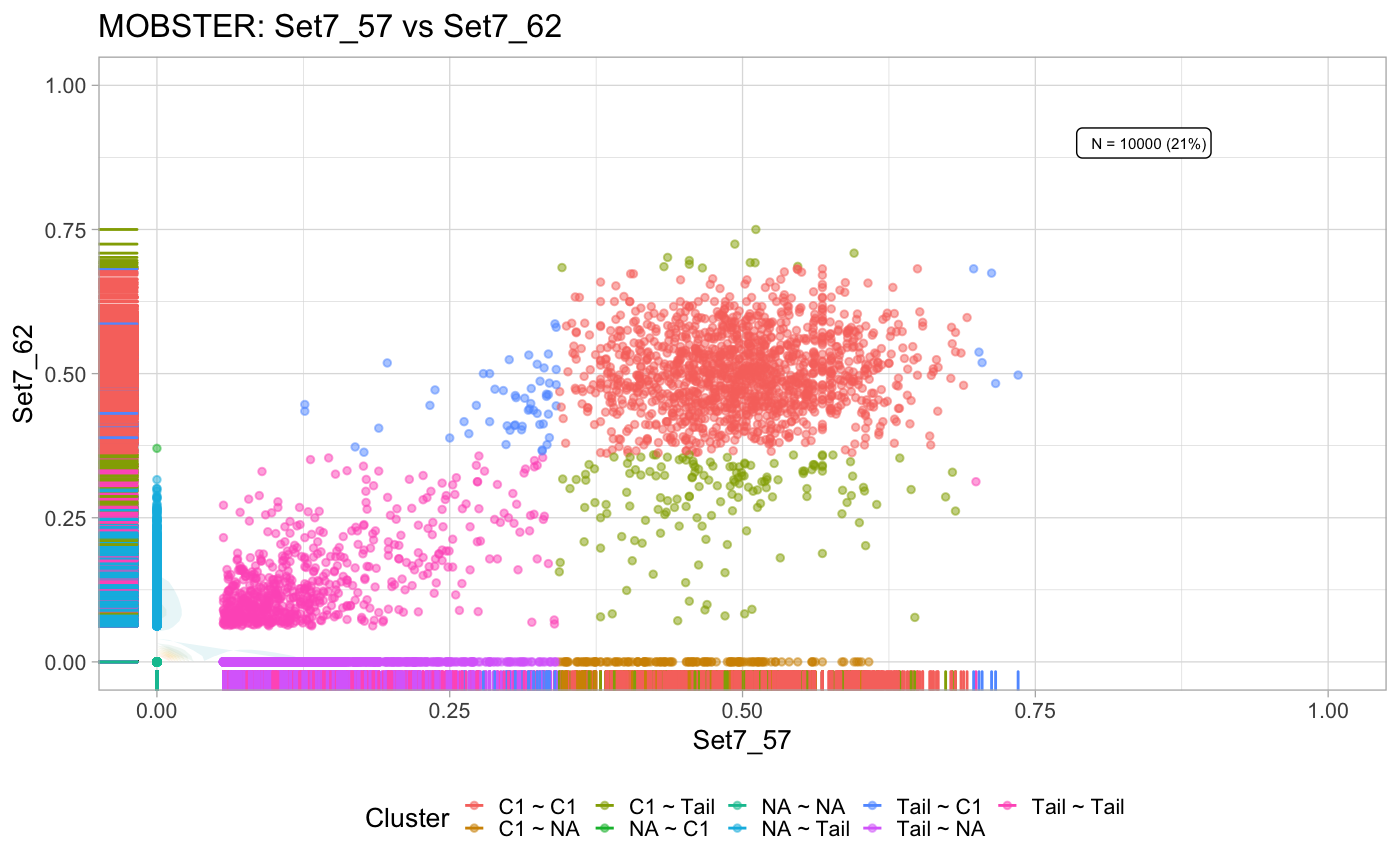 MOBSTER: Set7_57 vs Set7_62
1.00
N = 10000 (21%)
0.75
0.50
Set7_62
0.25
0.00
0.00 0.25 0.50 0.75 1.00
Set7_57
Cluster
C1 ~ C1 C1 ~ Tail NA ~ NA Tail ~ C1 Tail ~ Tail
C1 ~ NA NA ~ C1 NA ~ Tail Tail ~ NA